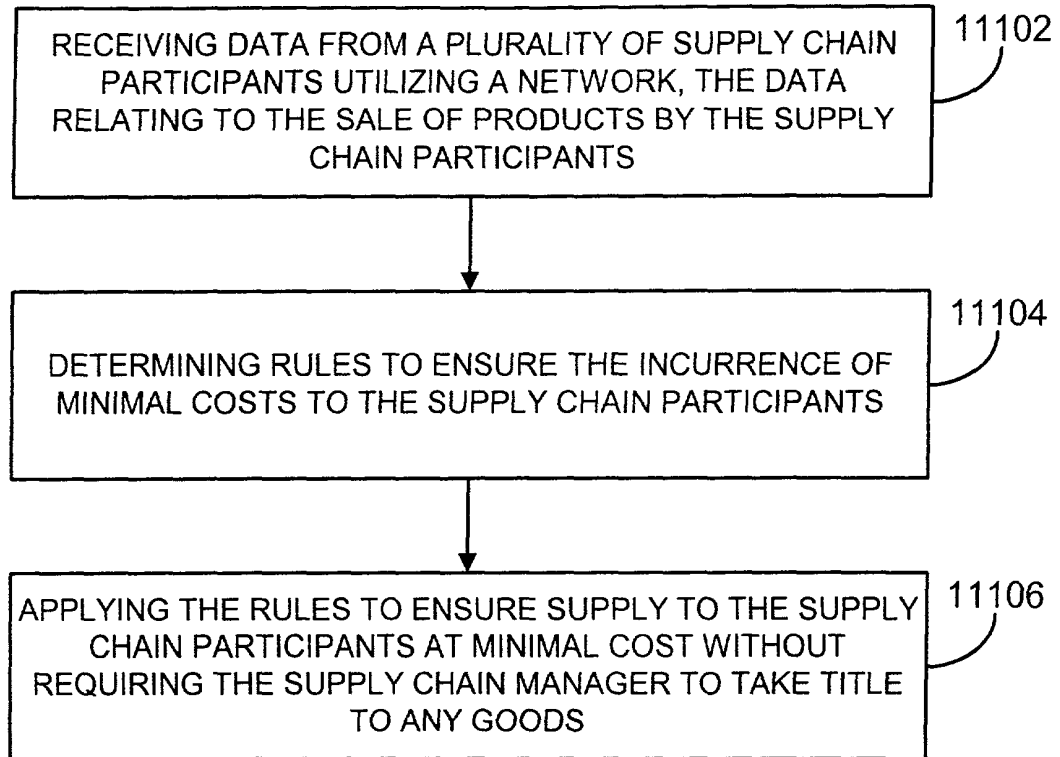 RECEIVING DATA FROM A PLURALITY OF SUPPLY CHAIN
PARTICIPANTS UTILIZING A NETWORK, THE DATA
RELATING TO THE SALE OF PRODUCTS BY THE SUPPLY
CHAIN PARTICIPANTS
11102
DETERMINING RULES TO ENSURE THE INCURRENCE OF
MINIMAL COSTS TO THE SUPPLY CHAIN PARTICIPANTS
11104
APPLYING THE RULES TO ENSURE SUPPLY TO THE SUPPLY
CHAIN PARTICIPANTS AT MINIMAL COST WITHOUT
REQUIRING THE SUPPLY CHAIN MANAGER TO TAKE TITLE
TO ANY GOODS
11106